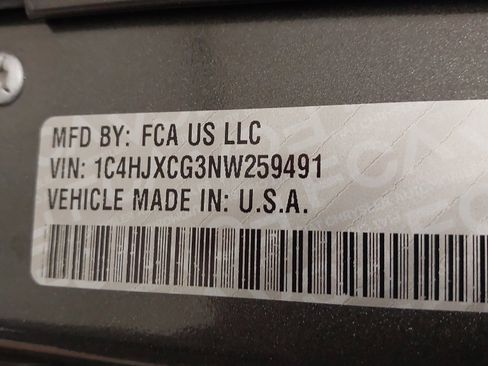 MFD BY: FCA US LLC
VIN: 1C4HJXCG3NW259491
VEHICLE MADE IN: U.S.A.